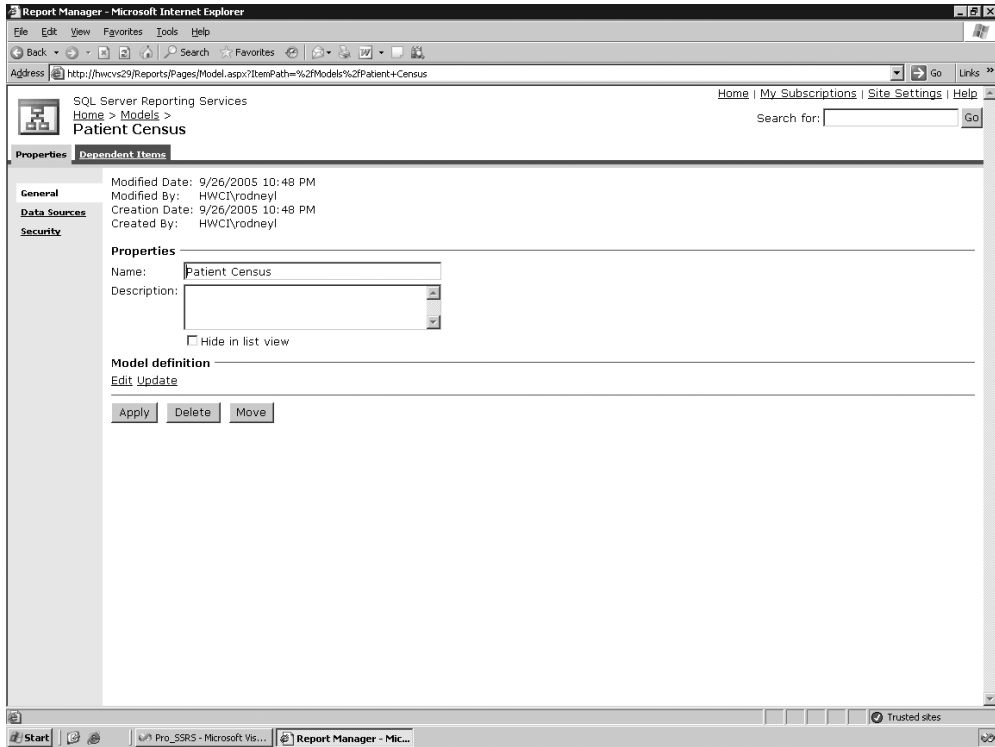 Report Manager - Microsoft Internet Explorer
File Edit View Favorites Tools Help
Back Search Favorites
Address http://hwcvs29/Reports/Pages/Model.aspx?ItemPath=%2fModels%2fPatient+Census Go Links »
SQL Server Reporting Services
Home | My Subscriptions | Site Settings | Help
Home > Models >
Patient Census
Search for: Go
Properties Dependent Items
General
Data Sources
Security
Modified Date: 9/26/2005 10:48 PM
Modified By: HWCI\rodneyl
Creation Date: 9/26/2005 10:48 PM
Created By: HWCI\rodneyl
Properties
Name: Patient Census
Description:
Hide in list view
Model definition
Edit Update
Apply Delete Move
Trusted sites
Start Pro_SSRS - Microsoft Vis... Report Manager - Mic...